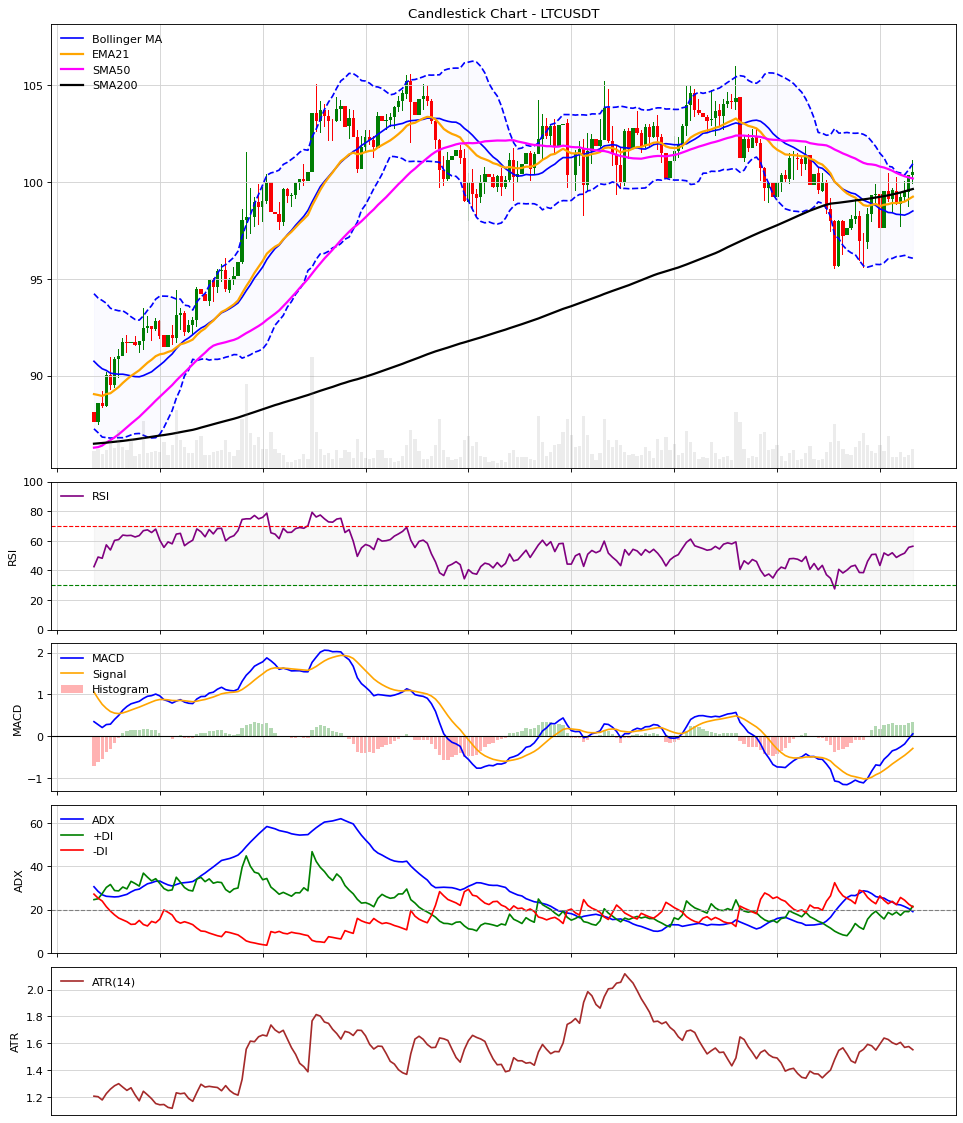 Candlestick Chart - LTCUSDT
Bollinger MA
EMA21
SMA50
SMA200
105
100
95
90
RSI
100
80
60
40
20
0
RSI
MACD
Signal
Histogram
2
1
0
−1
MACD
ADX
+DI
-DI
60
40
20
0
ADX
ATR(14)
2.0
1.8
1.6
1.4
1.2
ATR